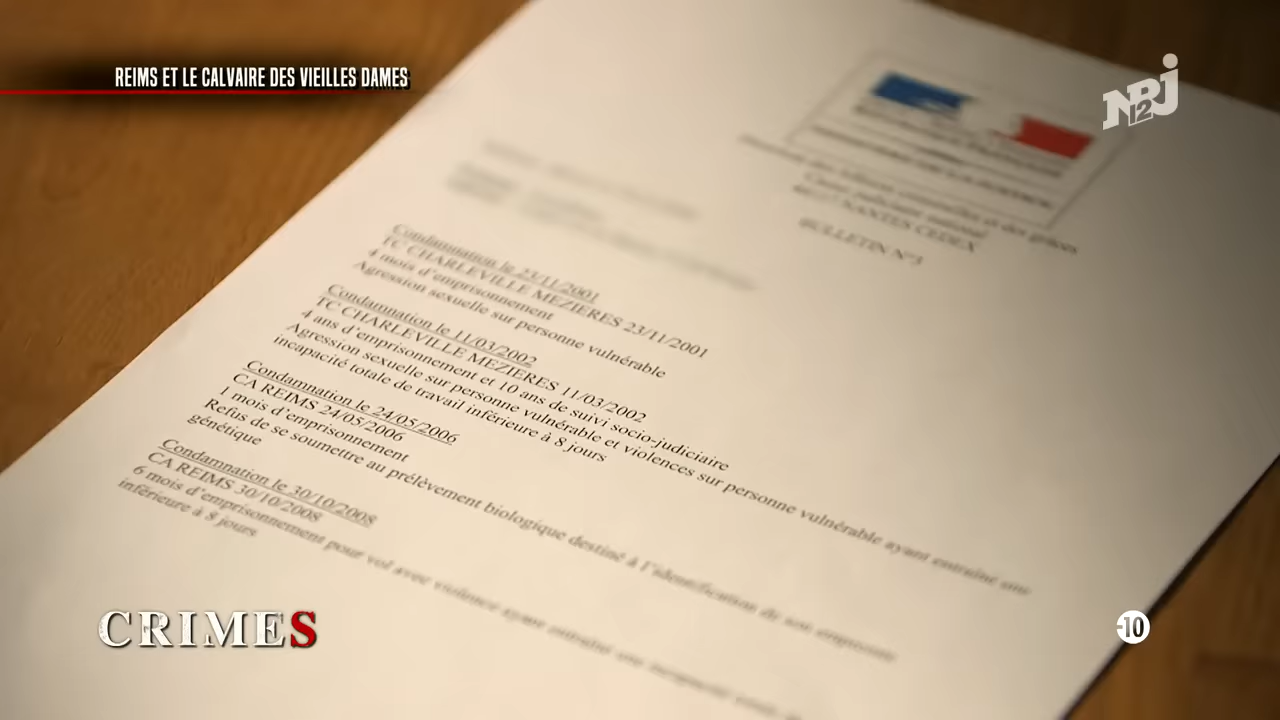 REIMS ET LE CALVAIRE DES VIEILLES DAMES
NRJ
12
Casier judiciaire national
NANTES CEDEX
BULLETIN N°
Condamnation le 23/11/2001
TC CHARLEVILLE MEZIERES 23/11/2001
4 mois d'emprisonnement
Agression sexuelle sur personne vulnérable
Condamnation le 11/03/2002
TC CHARLEVILLE MEZIERES 11/03/2002
4 ans d'emprisonnement et 10 ans de suivi socio-judiciaire
Agression sexuelle sur personne vulnérable et violences sur personne vulnérable ayant entraîné une
incapacité totale de travail inférieure à 8 jours
Condamnation le 24/05/2006
CA REIMS 24/05/2006
1 mois d'emprisonnement
Refus de se soumettre au prélèvement biologique destiné à l'identification de son empreinte
génétique
Condamnation le 30/10/2008
CA REIMS 30/10/2008
6 mois d'emprisonnement pour vol avec violence ayant entraîné une incapacité
inférieure à 8 jours
CRIMES
-10